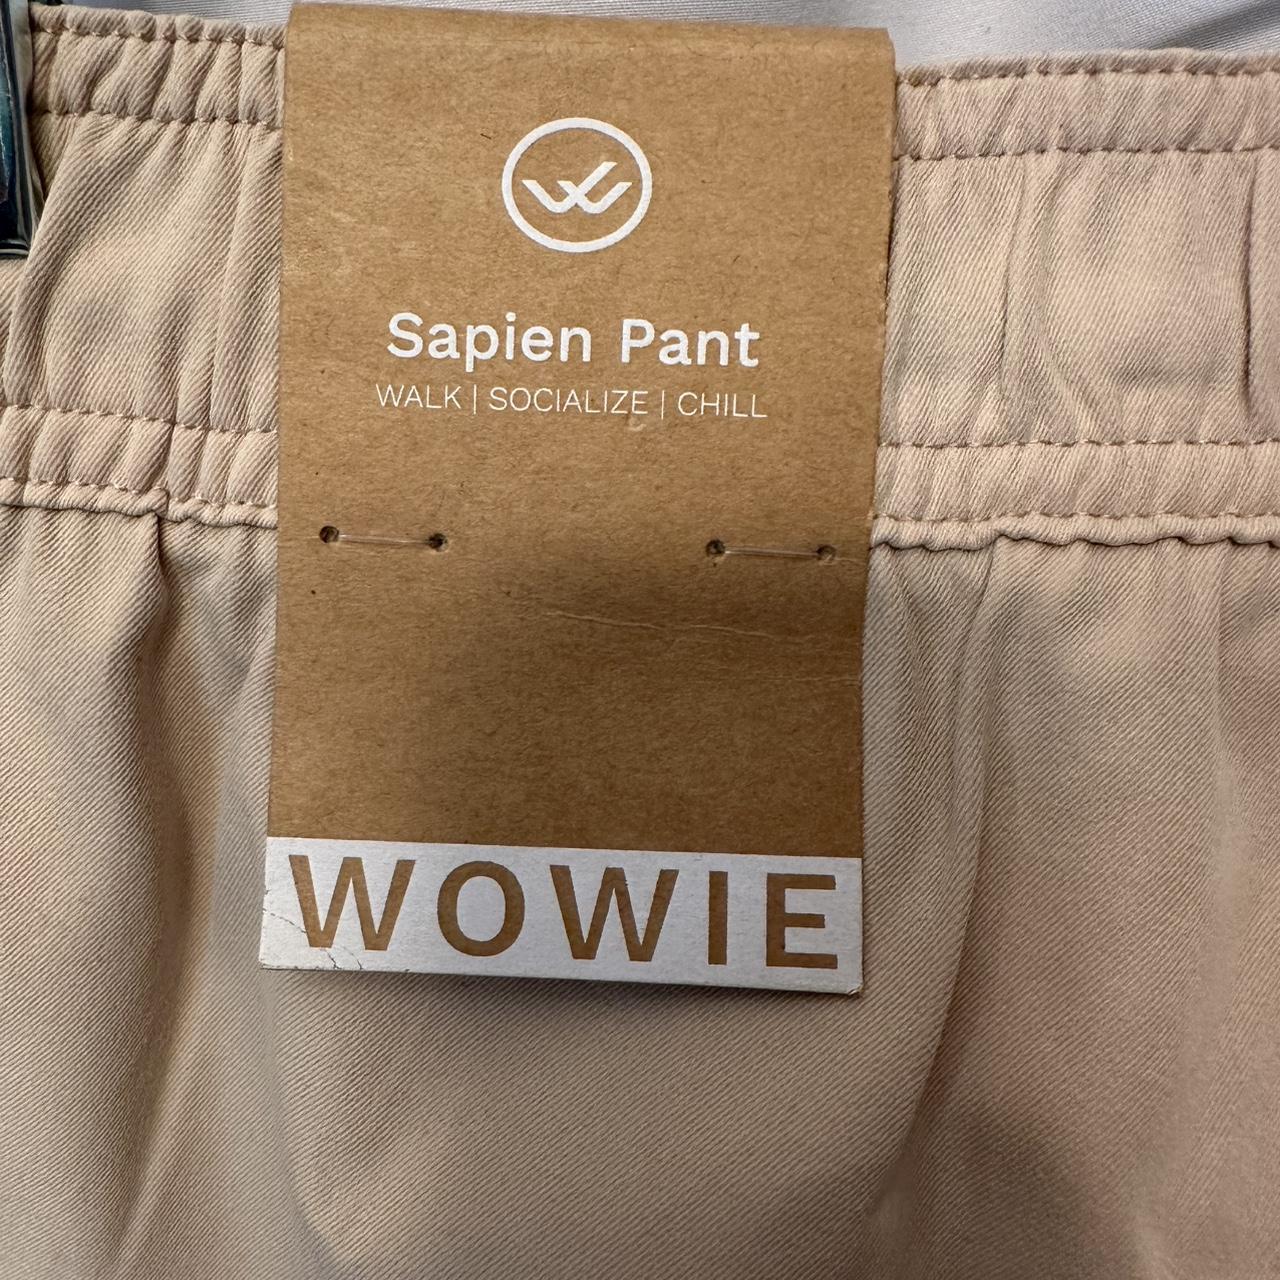 Sapien Pant
WALK | SOCIALIZE | CHILL
WOWIE